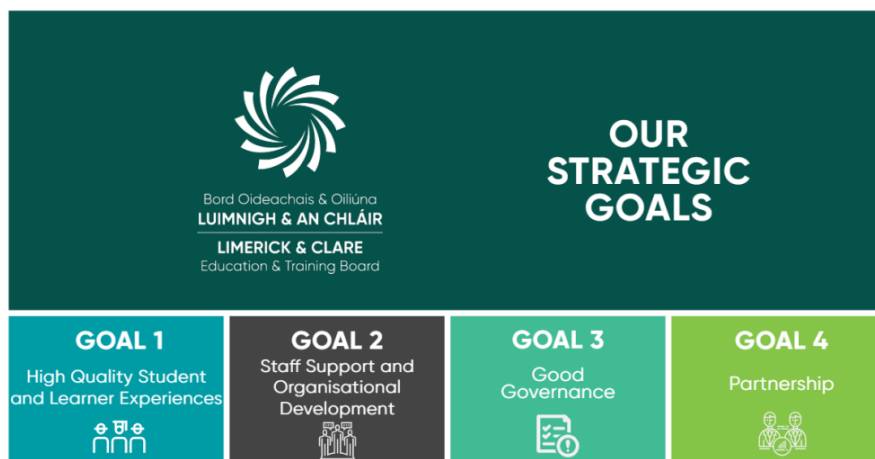 Bord Oideachais & Oiliúna
LUIMNIGH & AN CHLÁIR
LIMERICK & CLARE
Education & Training Board
OUR
STRATEGIC
GOALS
GOAL 1
High Quality Student
and Learner Experiences
GOAL 2
Staff Support and
Organisational
Development
GOAL 3
Good
Governance
GOAL 4
Partnership